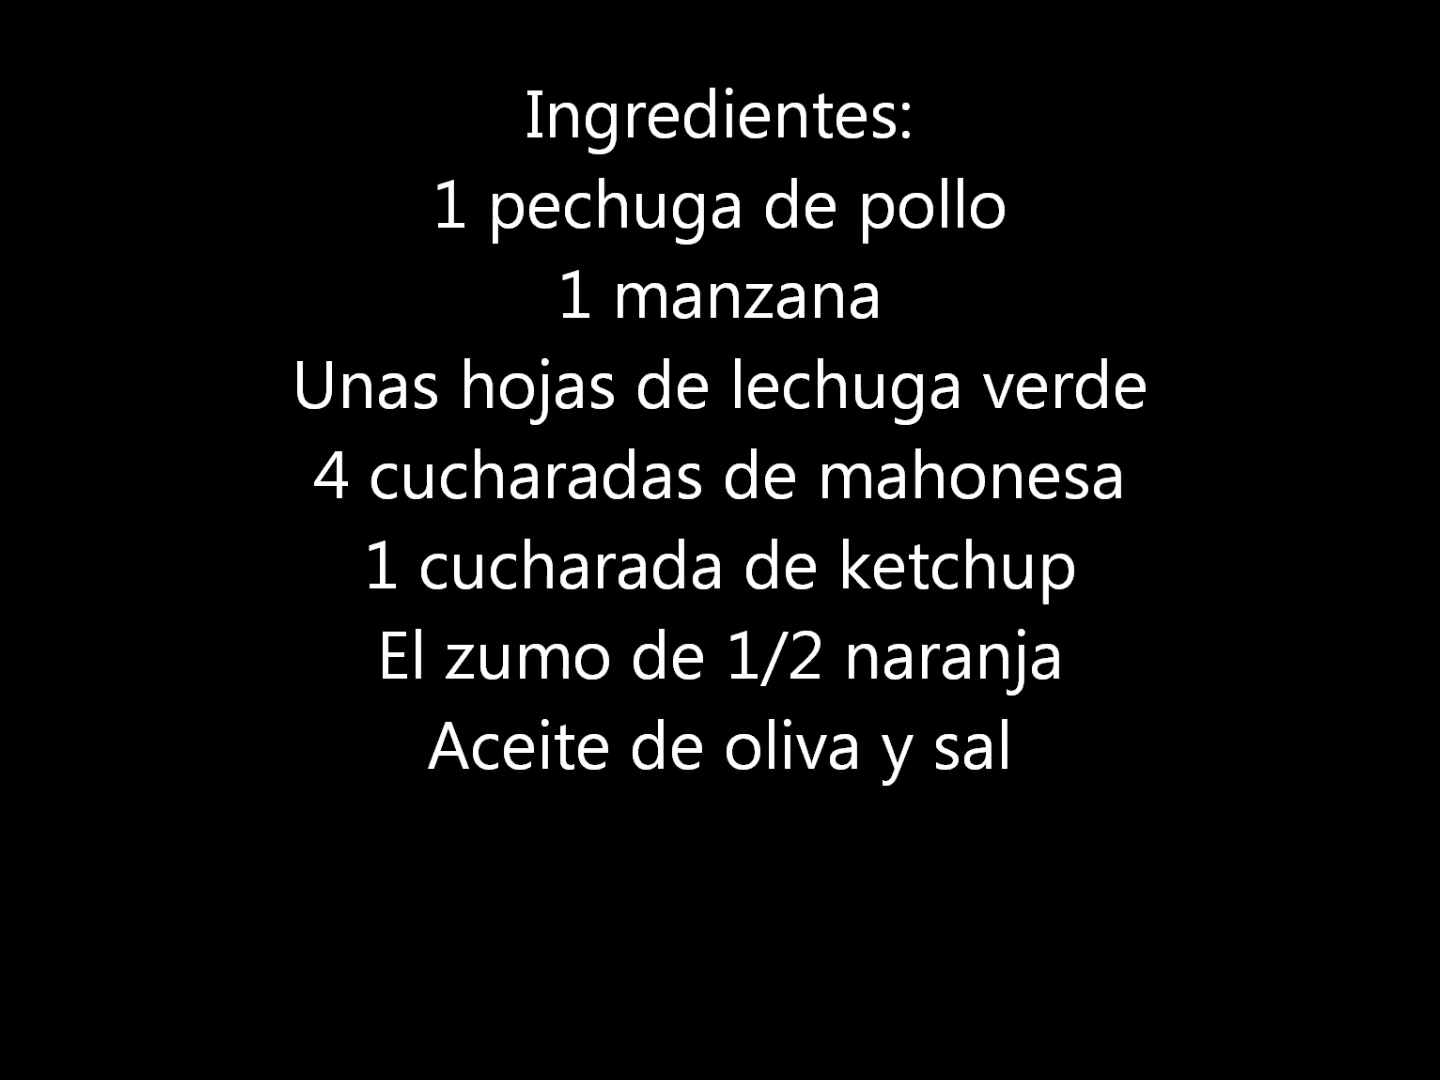 Ingredientes:
1 pechuga de pollo
1 manzana
Unas hojas de lechuga verde
4 cucharadas de mahonesa
1 cucharada de ketchup
El zumo de 1/2 naranja
Aceite de oliva y sal